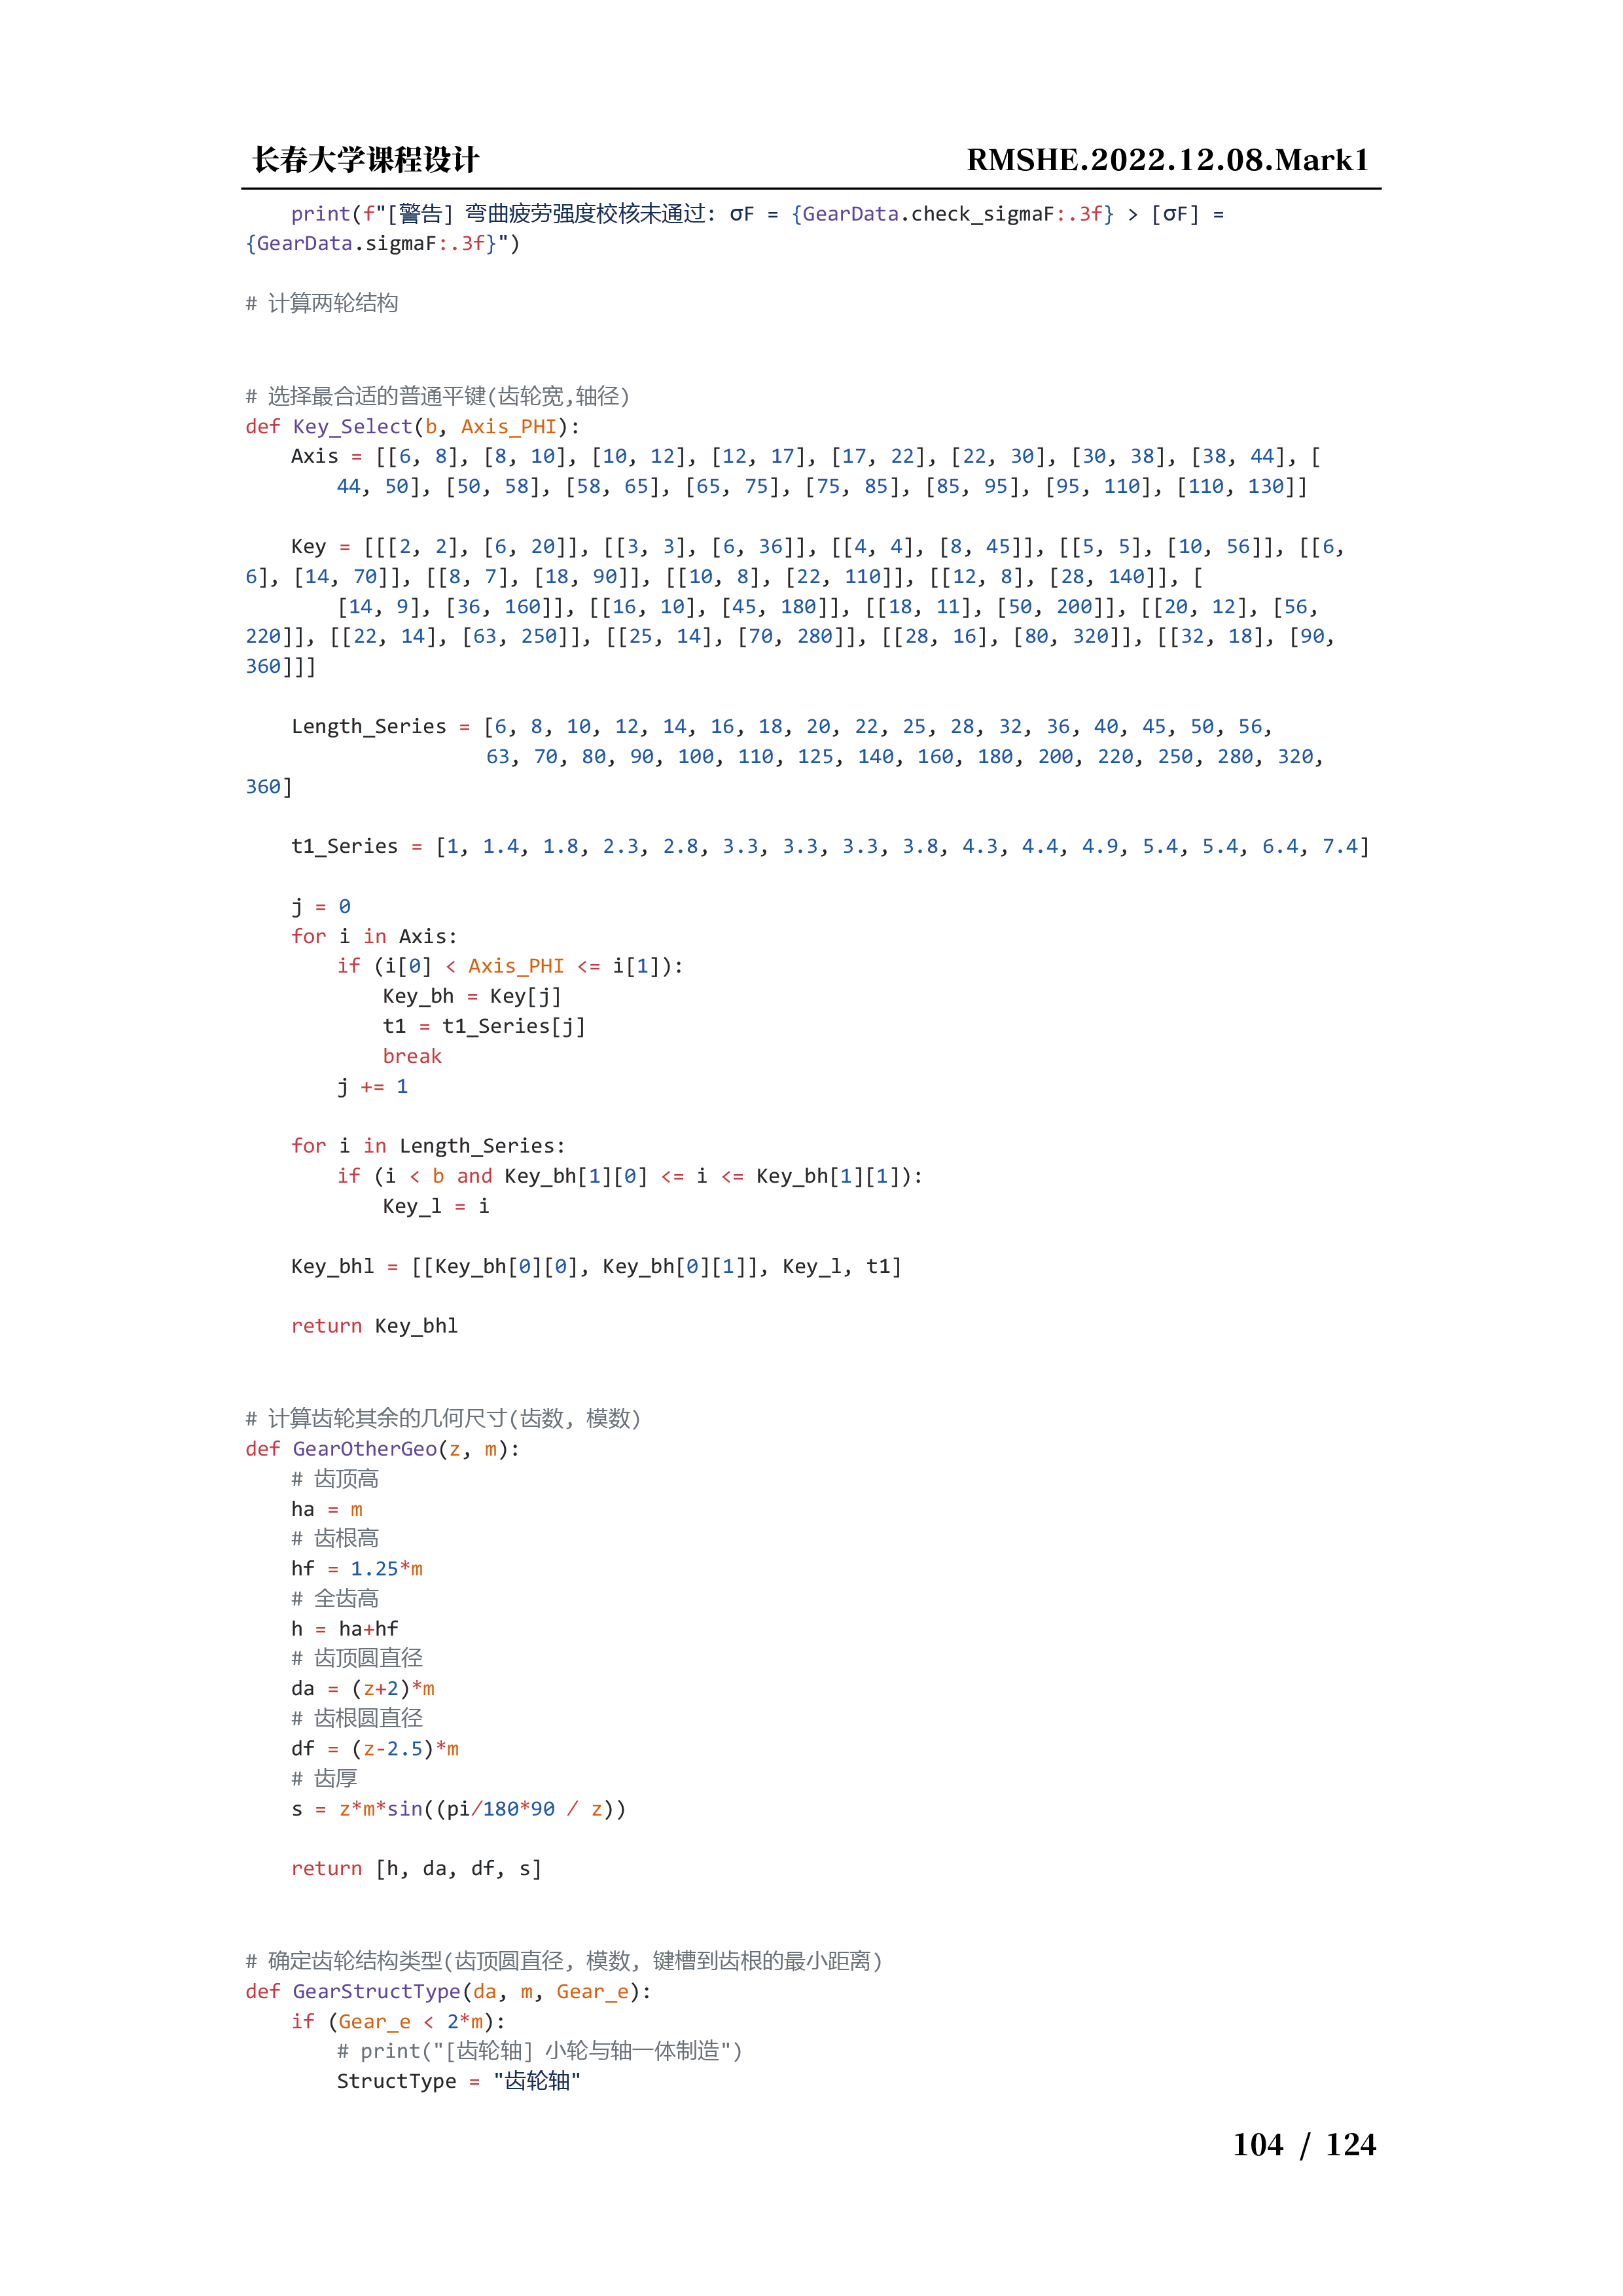 长春大学课程设计
RMSHE.2022.12.08.Mark1
    print(f"[警告] 弯曲疲劳强度校核未通过: σF = {GearData.check_sigmaF:.3f} > [σF] =
{GearData.sigmaF:.3f}")
# 计算两轮结构
# 选择最合适的普通平键(齿轮宽,轴径)
def Key_Select(b, Axis_PHI):
    Axis = [[6, 8], [8, 10], [10, 12], [12, 17], [17, 22], [22, 30], [30, 38], [38, 44], [
        44, 50], [50, 58], [58, 65], [65, 75], [75, 85], [85, 95], [95, 110], [110, 130]]
    Key = [[[2, 2], [6, 20]], [[3, 3], [6, 36]], [[4, 4], [8, 45]], [[5, 5], [10, 56]], [[6,
6], [14, 70]], [[8, 7], [18, 90]], [[10, 8], [22, 110]], [[12, 8], [28, 140]], [
        [14, 9], [36, 160]], [[16, 10], [45, 180]], [[18, 11], [50, 200]], [[20, 12], [56,
220]], [[22, 14], [63, 250]], [[25, 14], [70, 280]], [[28, 16], [80, 320]], [[32, 18], [90,
360]]]
    Length_Series = [6, 8, 10, 12, 14, 16, 18, 20, 22, 25, 28, 32, 36, 40, 45, 50, 56,
                     63, 70, 80, 90, 100, 110, 125, 140, 160, 180, 200, 220, 250, 280, 320,
360]
    t1_Series = [1, 1.4, 1.8, 2.3, 2.8, 3.3, 3.3, 3.3, 3.8, 4.3, 4.4, 4.9, 5.4, 5.4, 6.4, 7.4]
    j = 0
    for i in Axis:
        if (i[0] < Axis_PHI <= i[1]):
            Key_bh = Key[j]
            t1 = t1_Series[j]
            break
        j += 1
    for i in Length_Series:
        if (i < b and Key_bh[1][0] <= i <= Key_bh[1][1]):
            Key_l = i
    Key_bhl = [[Key_bh[0][0], Key_bh[0][1]], Key_l, t1]
    return Key_bhl
# 计算齿轮其余的几何尺寸(齿数, 模数)
def GearOtherGeo(z, m):
    # 齿顶高
    ha = m
    # 齿根高
    hf = 1.25*m
    # 全齿高
    h = ha+hf
    # 齿顶圆直径
    da = (z+2)*m
    # 齿根圆直径
    df = (z-2.5)*m
    # 齿厚
    s = z*m*sin((pi/180*90 / z))
    return [h, da, df, s]
# 确定齿轮结构类型(齿顶圆直径, 模数, 键槽到齿根的最小距离)
def GearStructType(da, m, Gear_e):
    if (Gear_e < 2*m):
        # print("[齿轮轴] 小轮与轴一体制造")
        StructType = "齿轮轴"
104 / 124